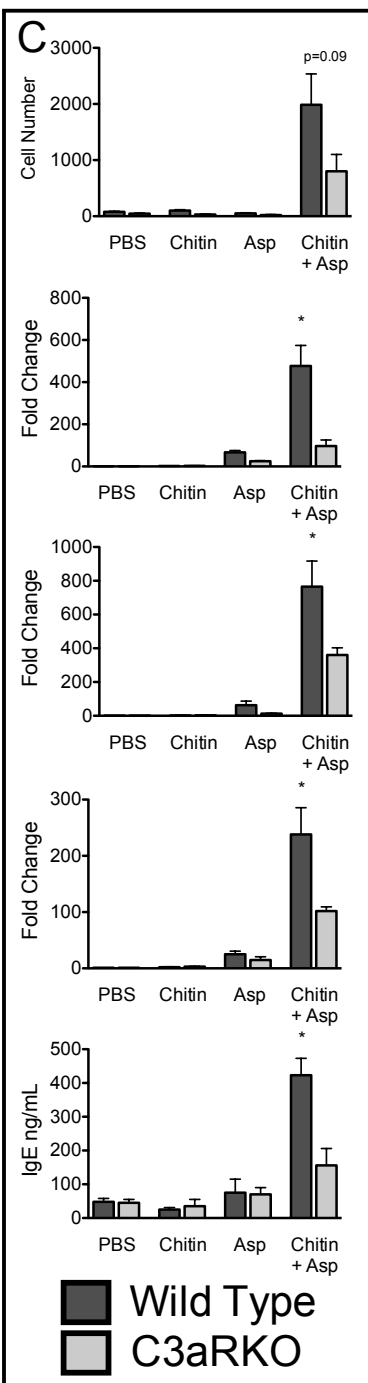 C
Cell Number
3000
2000
1000
0
p=0.09
PBS Chitin Asp Chitin
+ Asp
Fold Change
800
600
400
200
0
*
PBS Chitin Asp Chitin
+ Asp
Fold Change
1000
800
600
400
200
0
*
PBS Chitin Asp Chitin
+ Asp
Fold Change
300
200
100
0
*
PBS Chitin Asp Chitin
+ Asp
IgE ng/mL
500
400
300
200
100
0
*
PBS Chitin Asp Chitin
+ Asp
Wild Type
C3aRKO